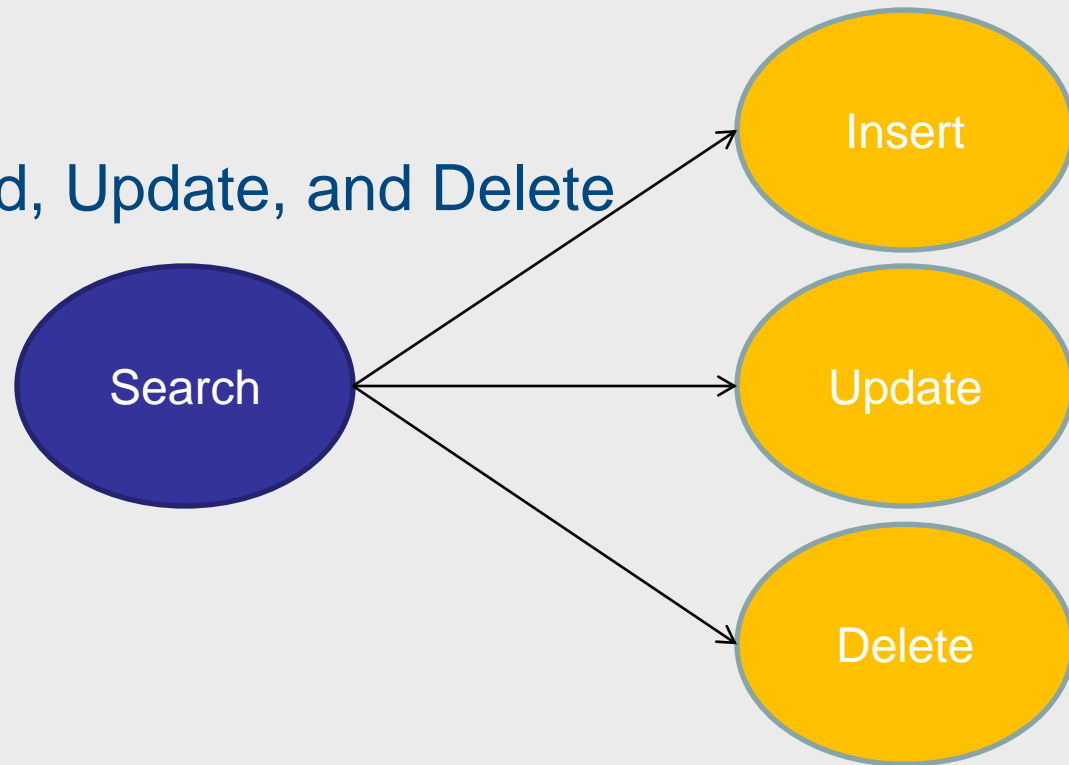 Insert
d, Update, and Delete
Search
Update
Delete